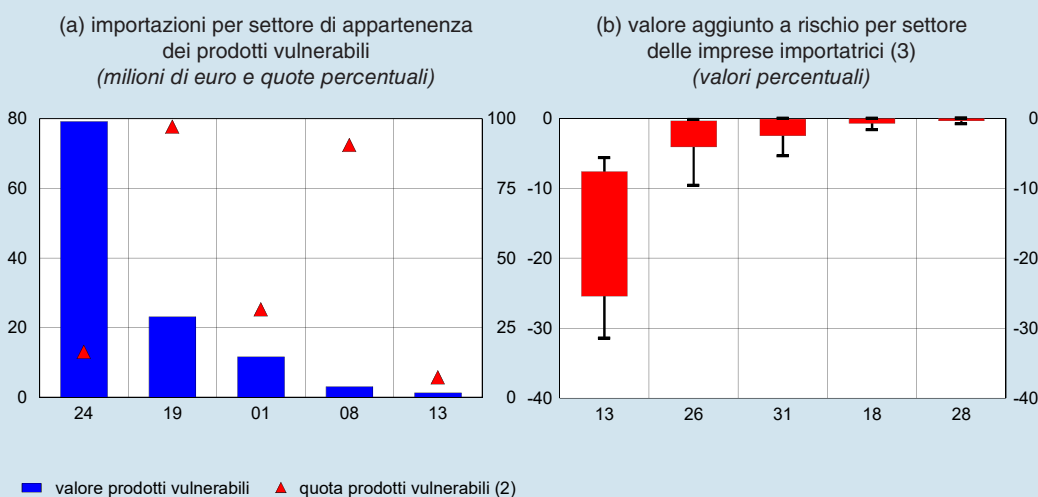 (a) importazioni per settore di appartenenza
dei prodotti vulnerabili
(milioni di euro e quote percentuali)
80 100
60 75
40 50
20 25
0 0
24 19 01 08 13
valore prodotti vulnerabili quota prodotti vulnerabili (2)
(b) valore aggiunto a rischio per settore
delle imprese importatrici (3)
(valori percentuali)
0 0
-10 -10
-20 -20
-30 -30
-40 -40
13 26 31 18 28